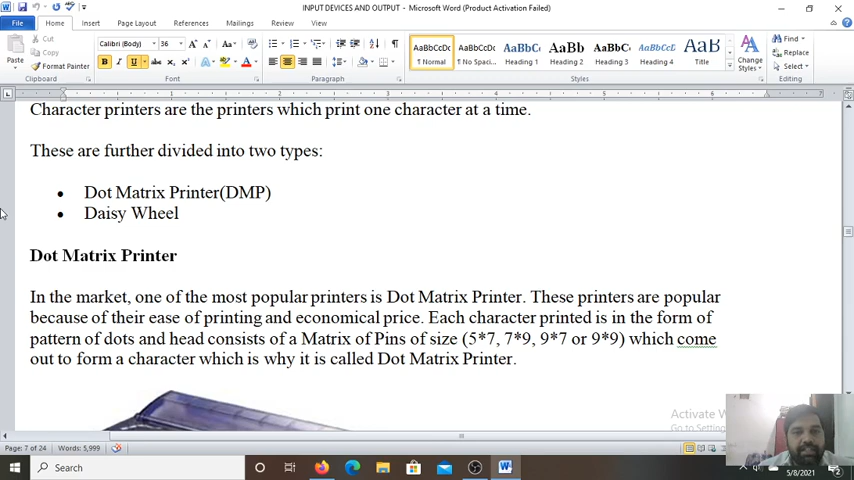 INPUT DEVICES AND OUTPUT - Microsoft Word (Product Activation Failed)
File Home Insert Page Layout References Mailings Review View
Cut
Copy
Format Painter
Paste
Calibri (Body) 36
AaBbCcDc AaBbCcDc AaBbCc AaBb AaBbCc AaBbCc AaB
¶ Normal ¶ No Spaci... Heading 1 Heading 2 Heading 3 Heading 4 Title
Change Styles
Find
Replace
Select
Clipboard Font Paragraph Styles Editing
Character printers are the printers which print one character at a time.
These are further divided into two types:
• Dot Matrix Printer(DMP)
• Daisy Wheel
Dot Matrix Printer
In the market, one of the most popular printers is Dot Matrix Printer. These printers are popular
because of their ease of printing and economical price. Each character printed is in the form of
pattern of dots and head consists of a Matrix of Pins of size (5*7, 7*9, 9*7 or 9*9) which come
out to form a character which is why it is called Dot Matrix Printer.
Activate W
Go to Setting
Page: 7 of 24 Words: 5,999
Search
5/8/2021